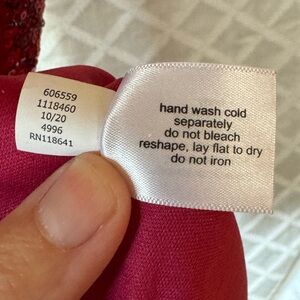 606559
1118460
10/20
4996
RN118641
hand wash cold
separately
do not bleach
reshape, lay flat to dry
do not iron